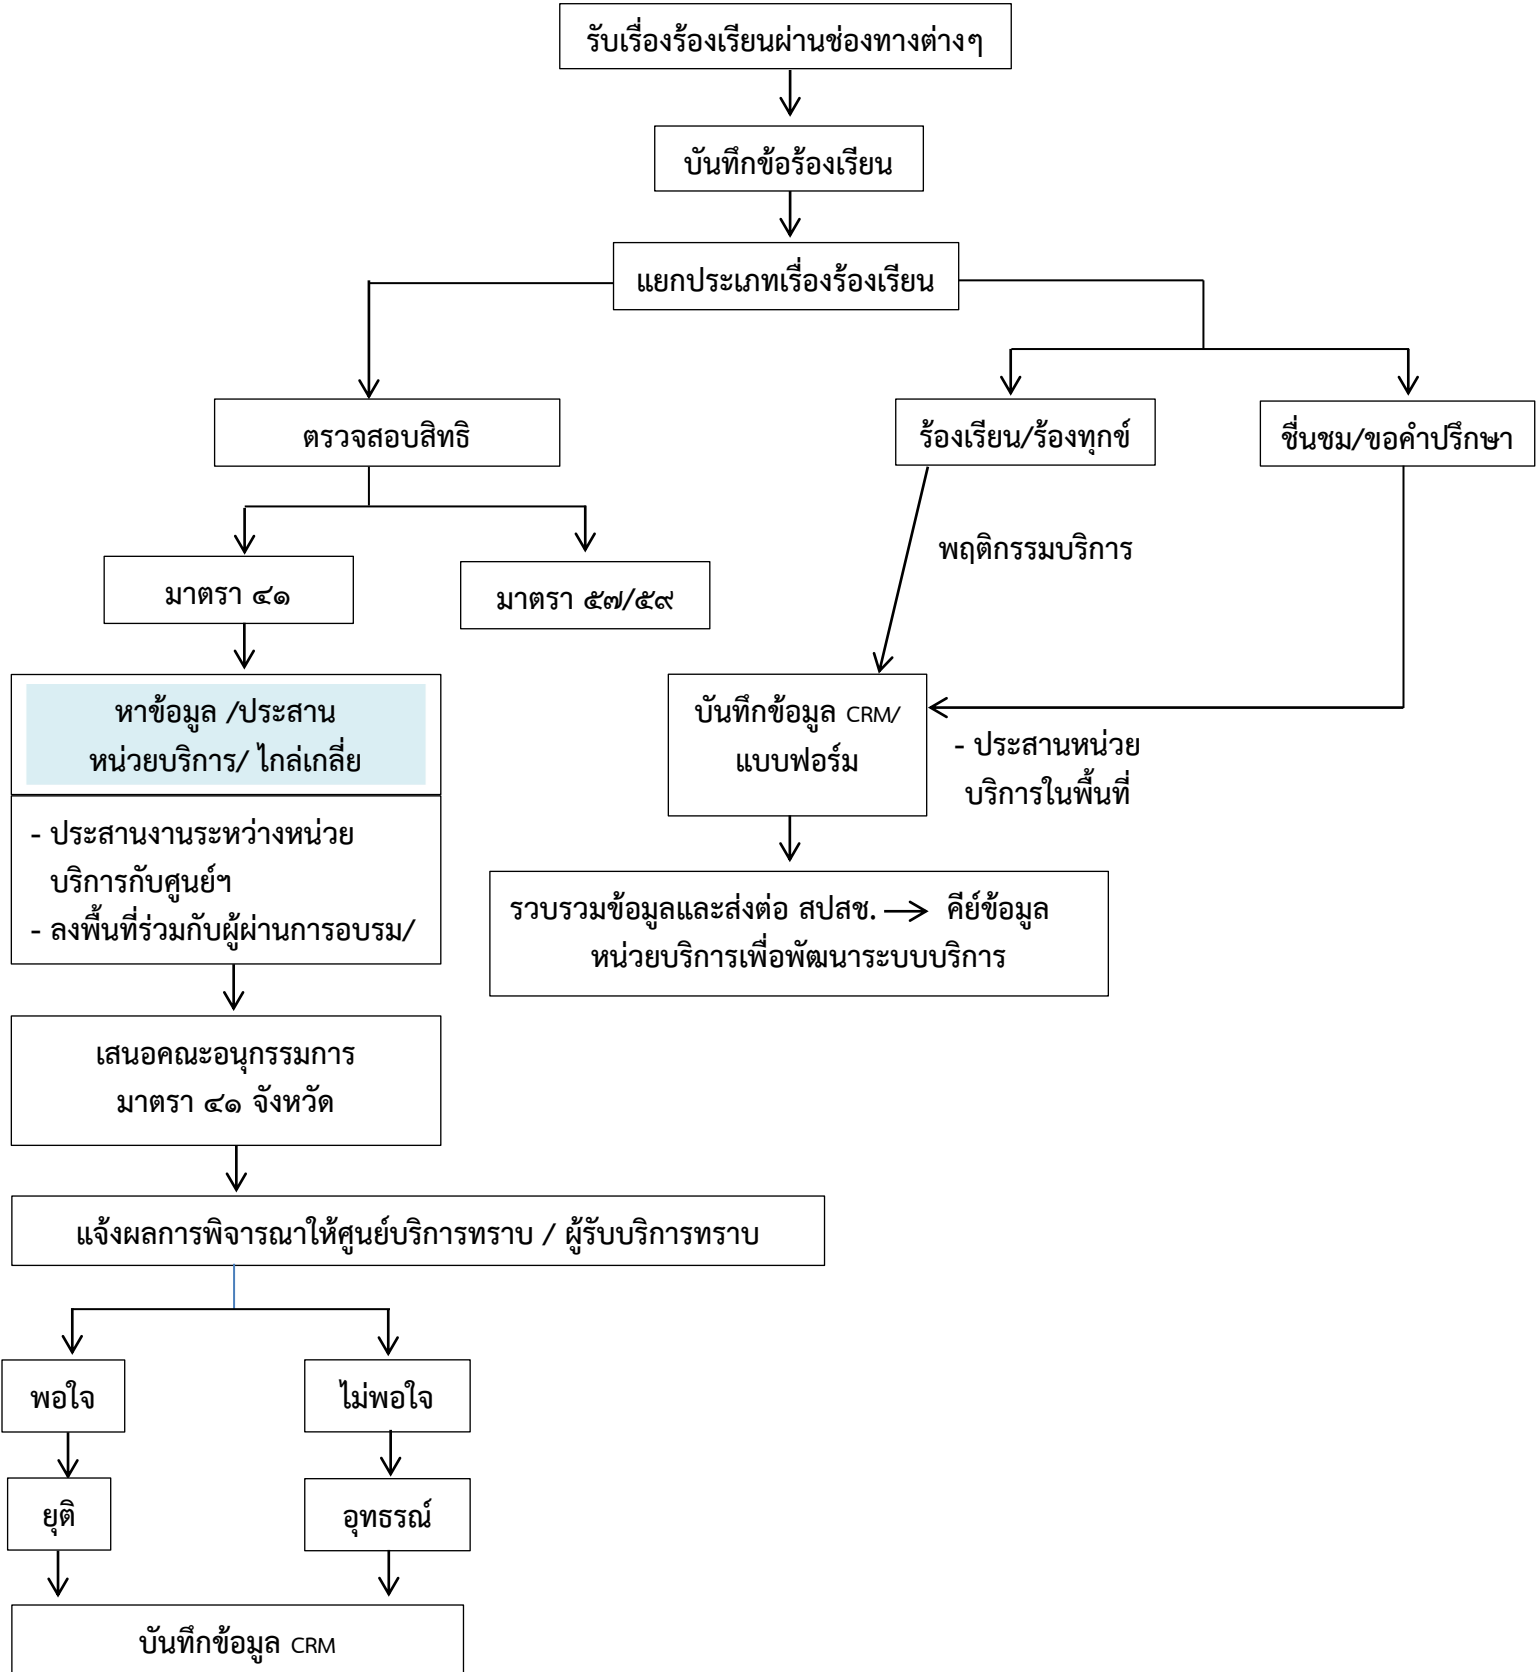 รับเรื่องร้องเรียนผ่านช่องทางต่างๆ
บันทึกข้อร้องเรียน
แยกประเภทเรื่องร้องเรียน
ตรวจสอบสิทธิ
ร้องเรียน/ร้องทุกข์
ชื่นชม/ขอคำปรึกษา
พฤติกรรมบริการ
มาตรา ๔๑
มาตรา ๕๗/๕๙
หาข้อมูล /ประสาน
หน่วยบริการ/ ไกล่เกลี่ย
บันทึกข้อมูล CRM/
แบบฟอร์ม
- ประสานหน่วย
บริการในพื้นที่
- ประสานงานระหว่างหน่วย
บริการกับศูนย์ฯ
- ลงพื้นที่ร่วมกับผู้ผ่านการอบรม/
รวบรวมข้อมูลและส่งต่อ สปสช. → คีย์ข้อมูล
หน่วยบริการเพื่อพัฒนาระบบบริการ
เสนอคณะอนุกรรมการ
มาตรา ๔๑ จังหวัด
แจ้งผลการพิจารณาให้ศูนย์บริการทราบ / ผู้รับบริการทราบ
พอใจ
ไม่พอใจ
ยุติ
อุทธรณ์
บันทึกข้อมูล CRM